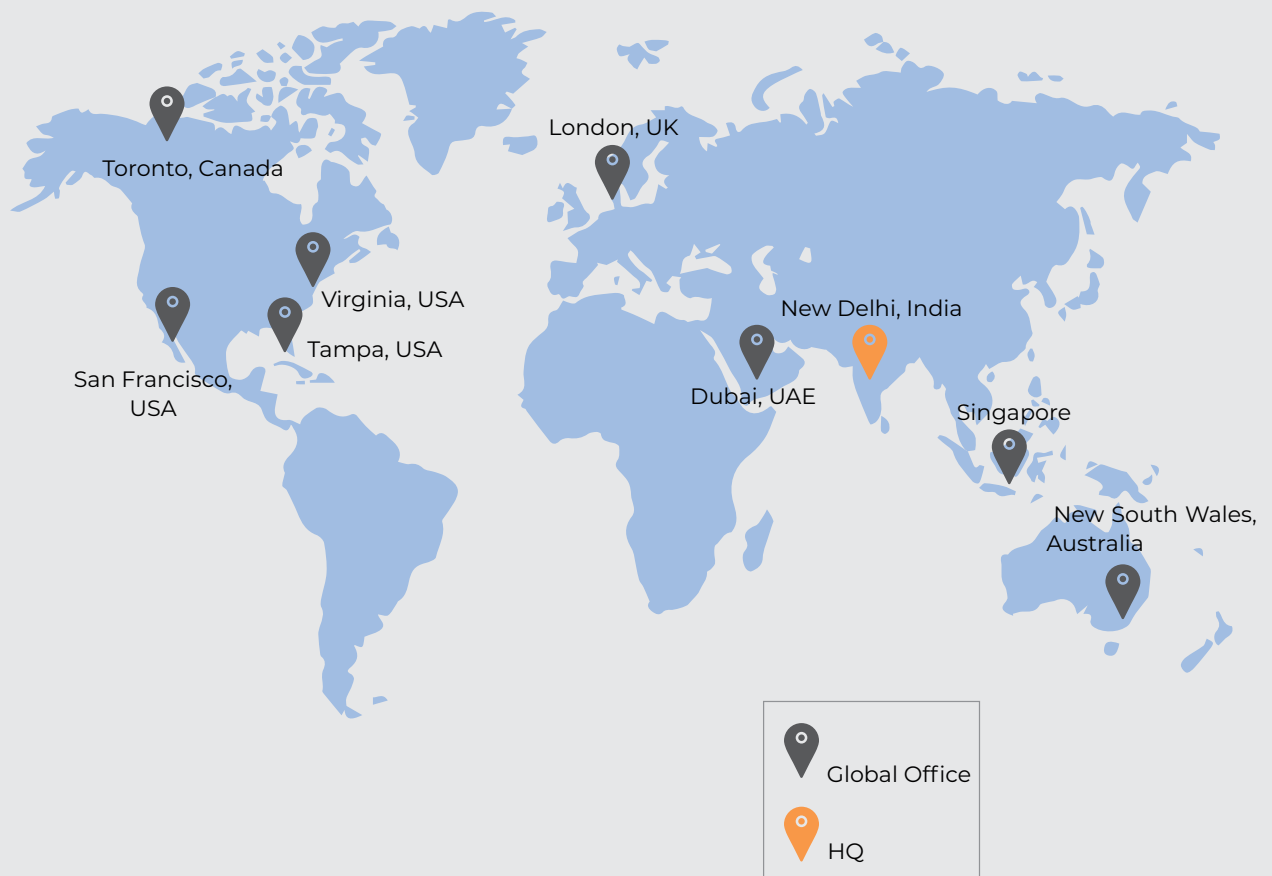 London, UK
Toronto, Canada
Virginia, USA
New Delhi, India
Tampa, USA
San Francisco,
USA
Dubai, UAE
Singapore
New South Wales,
Australia
Global Office
HQ